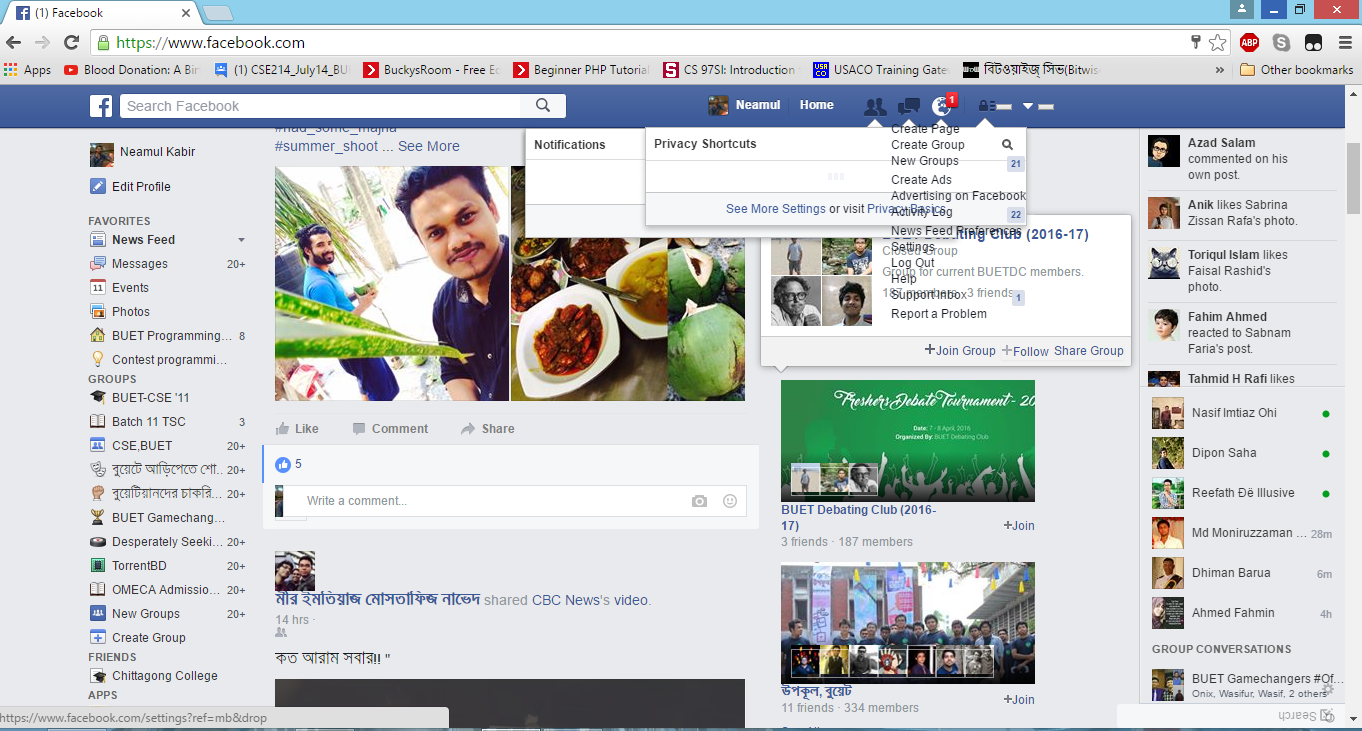 (1) Facebook
https://www.facebook.com
ABP
Apps
Blood Donation: A Bir
(1) CSE214_July14_BU
BuckysRoom - Free Ed
Beginner PHP Tutorial
CS 97SI: Introduction
USACO Training Gate
বিটওয়াইজ্ সিভ(Bitwis
»
Other bookmarks
Search Facebook
Neamul
Home
1
Neamul Kabir
Edit Profile
FAVORITES
News Feed
Messages 20+
Events
Photos
BUET Programming... 8
Contest programmi...
GROUPS
BUET-CSE '11
Batch 11 TSC 3
CSE,BUET 20+
বুয়েটে আড়িপেতে শো... 20+
বুয়েটিয়ানদের চাকরি... 20+
BUET Gamechang...
Desperately Seeki... 20+
TorrentBD 20+
OMECA Admissio... 20+
New Groups 20+
Create Group
FRIENDS
Chittagong College
APPS
https://www.facebook.com/settings?ref=mb&drop
#had_some_majha
#summer_shoot ... See More
Like
Comment
Share
5
Write a comment...
মীর ইমতিয়াজ মোসতাফিজ নাভেদ shared CBC News's video.
14 hrs ·
কত আরাম সবার!! "
Notifications
Privacy Shortcuts
See More Settings or visit Privacy Basics.
Create Page
Create Group
New Groups 21
Create Ads
Advertising on Facebook
Activity Log 22
News Feed Preferences
Settings
Log Out
Help
Support Inbox 1
Report a Problem
BUET Debating Club (2016-17)
Closed Group
Group for current BUETDC members.
187 members · 3 friends
Join Group
Follow
Share Group
Freshers Debate Tournament - 20
Date: 7 - 8 April, 2016
Organized By: BUET Debating Club
BUET Debating Club (2016-
17)
Join
3 friends · 187 members
উপকূল, বুয়েট
Join
11 friends · 334 members
Azad Salam
commented on his
own post.
Anik likes Sabrina
Zissan Rafa's photo.
Toriqul Islam likes
Faisal Rashid's
photo.
Fahim Ahmed
reacted to Sabnam
Faria's post.
Tahmid H Rafi likes
Nasif Imtiaz Ohi
Dipon Saha
Reefath Đë Illusive
Md Moniruzzaman ... 28m
Dhiman Barua 6m
Ahmed Fahmin 4h
GROUP CONVERSATIONS
BUET Gamechangers #Of...
Onix, Wasifur, Wasif, 2 others
Search